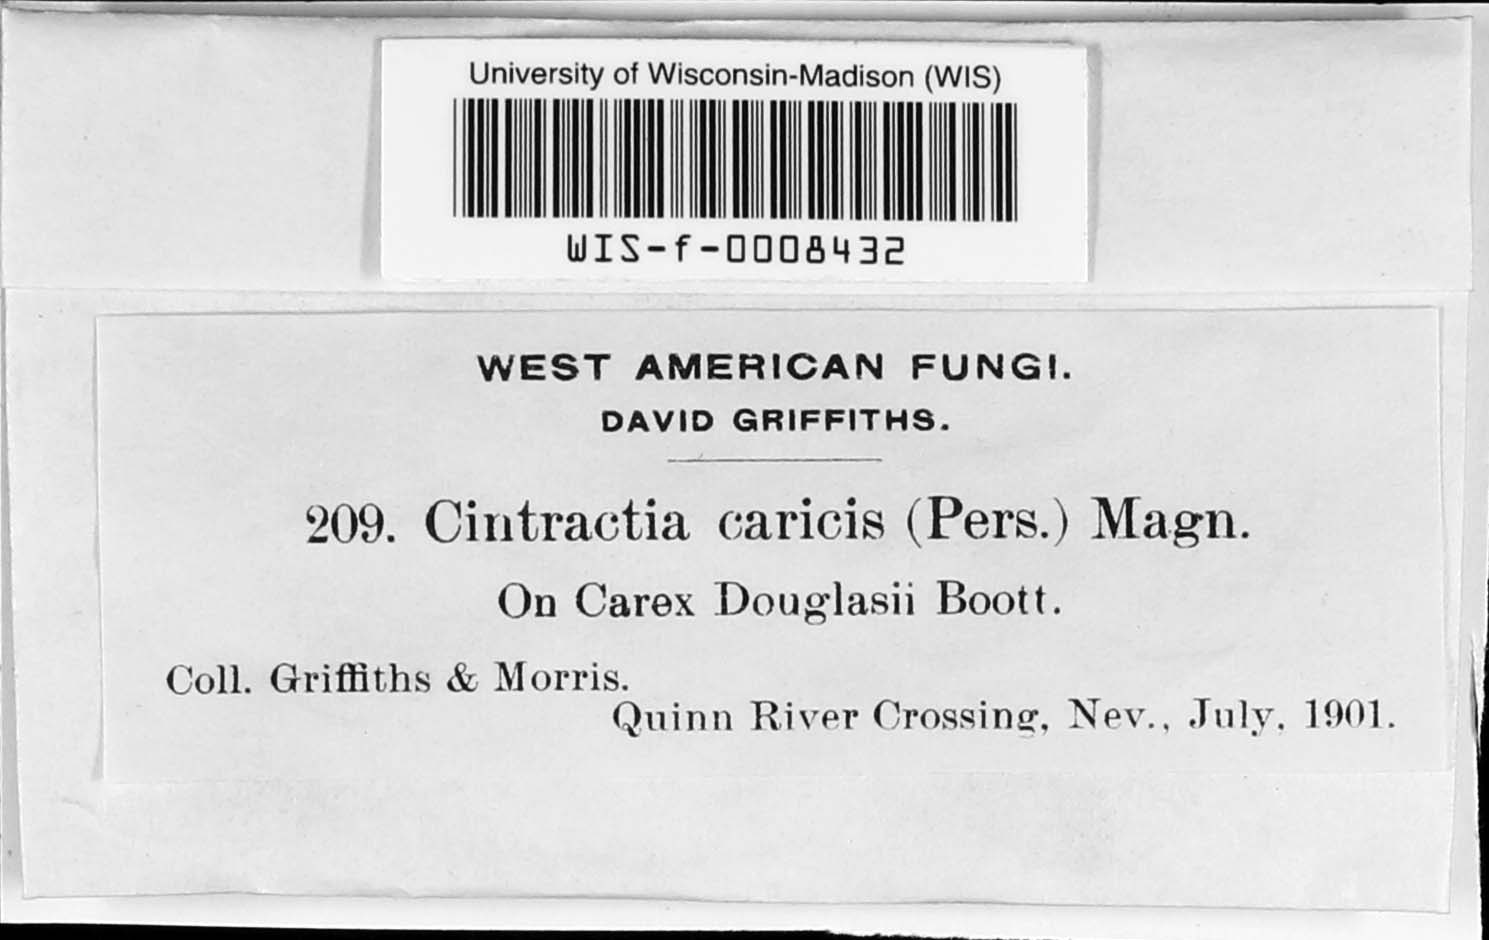 University of Wisconsin-Madison (WIS)
WIS-f-0008432
WEST AMERICAN FUNGI.
DAVID GRIFFITHS.
209. Cintractia caricis (Pers.) Magn.
On Carex Douglasii Boott.
Coll. Griffiths & Morris.
Quinn River Crossing, Nev., July, 1901.